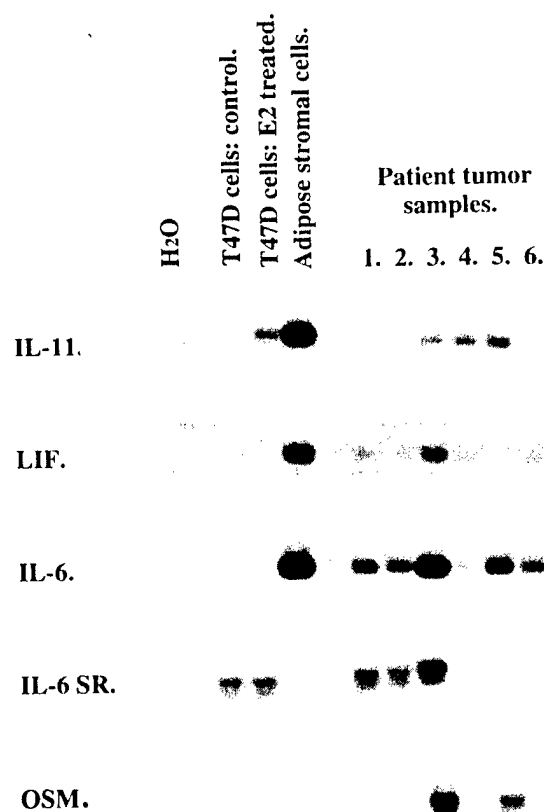 H2O
T47D cells: control.
T47D cells: E2 treated.
Adipose stromal cells.
Patient tumor
samples.
1. 2. 3. 4. 5. 6.
IL-11.
LIF.
IL-6.
IL-6 SR.
OSM.